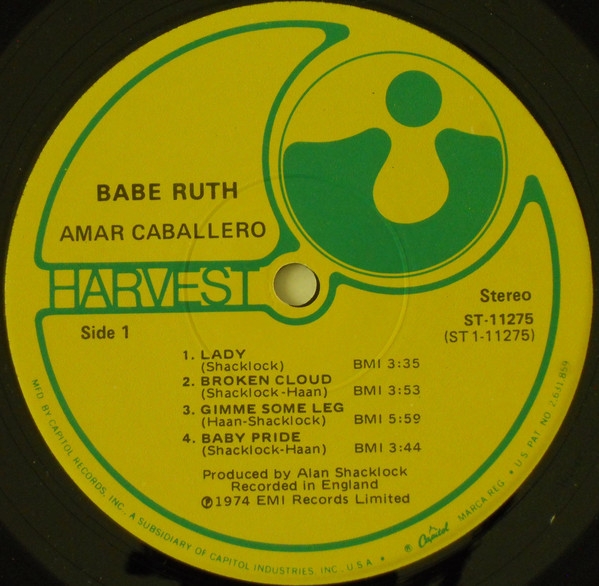 BABE RUTH
AMAR CABALLERO
HARVEST
Stereo
ST-11275
(ST 1-11275)
Side 1
1. LADY
(Shacklock) BMI 3:35
2. BROKEN CLOUD
(Shacklock-Haan) BMI 3:53
3. GIMME SOME LEG
(Haan-Shacklock) BMI 5:59
4. BABY PRIDE
(Shacklock-Haan) BMI 3:44
Produced by Alan Shacklock
Recorded in England
℗1974 EMI Records Limited
MFD. BY CAPITOL RECORDS, INC., A SUBSIDIARY OF CAPITOL INDUSTRIES, INC., U.S.A. • ® Capitol MARCA REG. • U.S. PAT. NO. 2,611,859